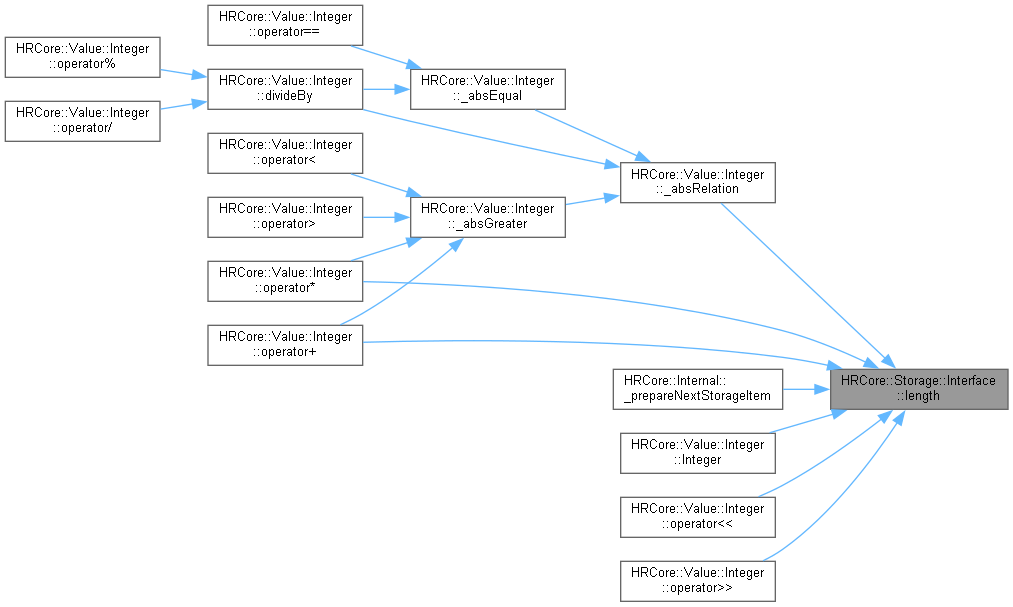 HRCore::Value::Integer
::operator==
HRCore::Value::Integer
::operator%
HRCore::Value::Integer
::divideBy
HRCore::Value::Integer
::_absEqual
HRCore::Value::Integer
::operator/
HRCore::Value::Integer
::operator<
HRCore::Value::Integer
::_absRelation
HRCore::Value::Integer
::operator>
HRCore::Value::Integer
::_absGreater
HRCore::Value::Integer
::operator*
HRCore::Value::Integer
::operator+
HRCore::Storage::Interface
::length
HRCore::Internal::
_prepareNextStorageItem
HRCore::Value::Integer
::Integer
HRCore::Value::Integer
::operator<<
HRCore::Value::Integer
::operator>>